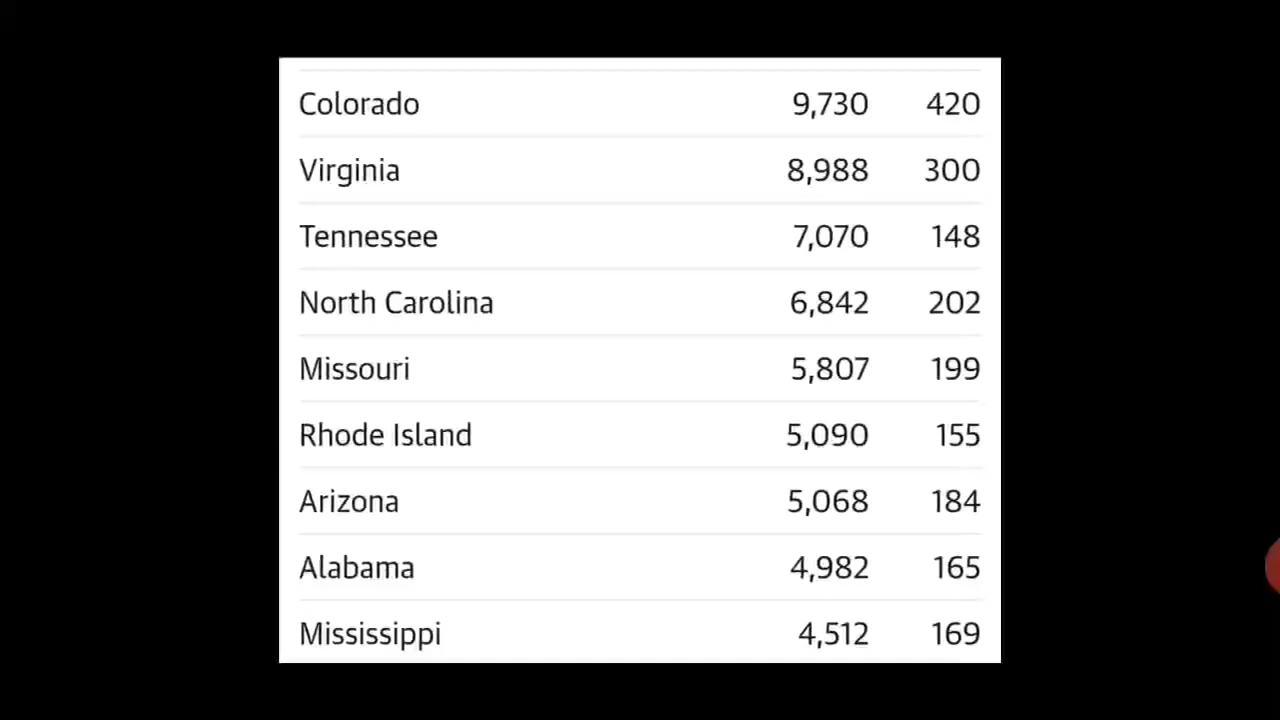 Colorado 9,730 420
Virginia 8,988 300
Tennessee 7,070 148
North Carolina 6,842 202
Missouri 5,807 199
Rhode Island 5,090 155
Arizona 5,068 184
Alabama 4,982 165
Mississippi 4,512 169